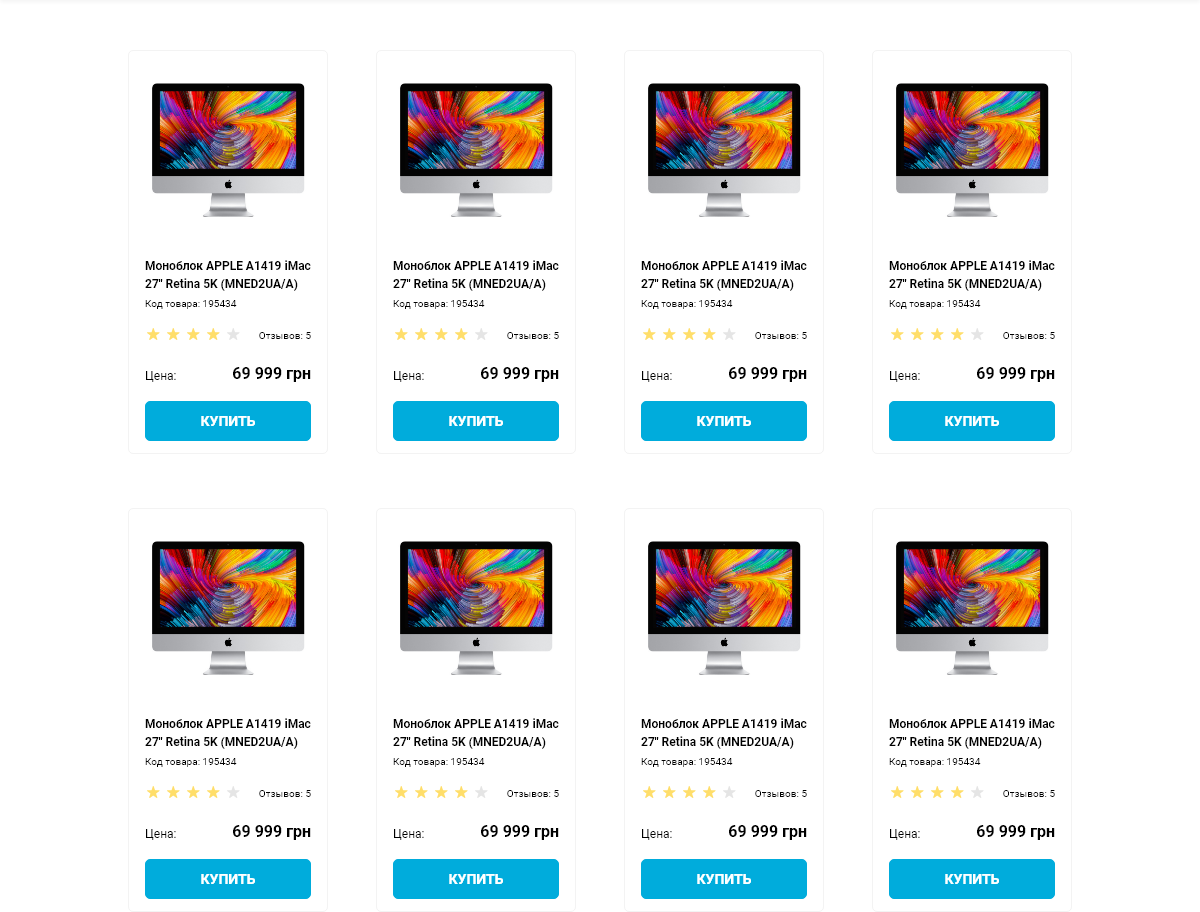 Моноблок APPLE A1419 iMac
27" Retina 5K (MNED2UA/A)
Код товара: 195434
Отзывов: 5
Цена: 69 999 грн
КУПИТЬ
Моноблок APPLE A1419 iMac
27" Retina 5K (MNED2UA/A)
Код товара: 195434
Отзывов: 5
Цена: 69 999 грн
КУПИТЬ
Моноблок APPLE A1419 iMac
27" Retina 5K (MNED2UA/A)
Код товара: 195434
Отзывов: 5
Цена: 69 999 грн
КУПИТЬ
Моноблок APPLE A1419 iMac
27" Retina 5K (MNED2UA/A)
Код товара: 195434
Отзывов: 5
Цена: 69 999 грн
КУПИТЬ
Моноблок APPLE A1419 iMac
27" Retina 5K (MNED2UA/A)
Код товара: 195434
Отзывов: 5
Цена: 69 999 грн
КУПИТЬ
Моноблок APPLE A1419 iMac
27" Retina 5K (MNED2UA/A)
Код товара: 195434
Отзывов: 5
Цена: 69 999 грн
КУПИТЬ
Моноблок APPLE A1419 iMac
27" Retina 5K (MNED2UA/A)
Код товара: 195434
Отзывов: 5
Цена: 69 999 грн
КУПИТЬ
Моноблок APPLE A1419 iMac
27" Retina 5K (MNED2UA/A)
Код товара: 195434
Отзывов: 5
Цена: 69 999 грн
КУПИТЬ